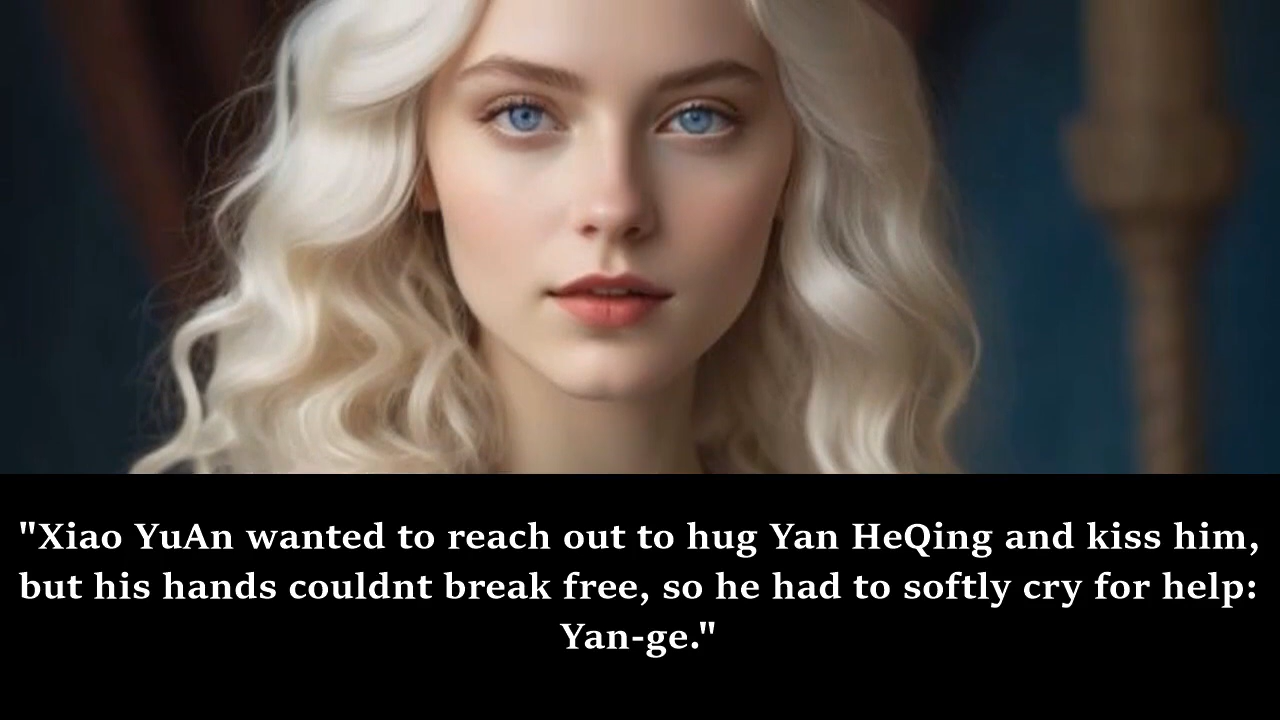 "Xiao YuAn wanted to reach out to hug Yan HeQing and kiss him,
but his hands couldnt break free, so he had to softly cry for help:
Yan-ge."